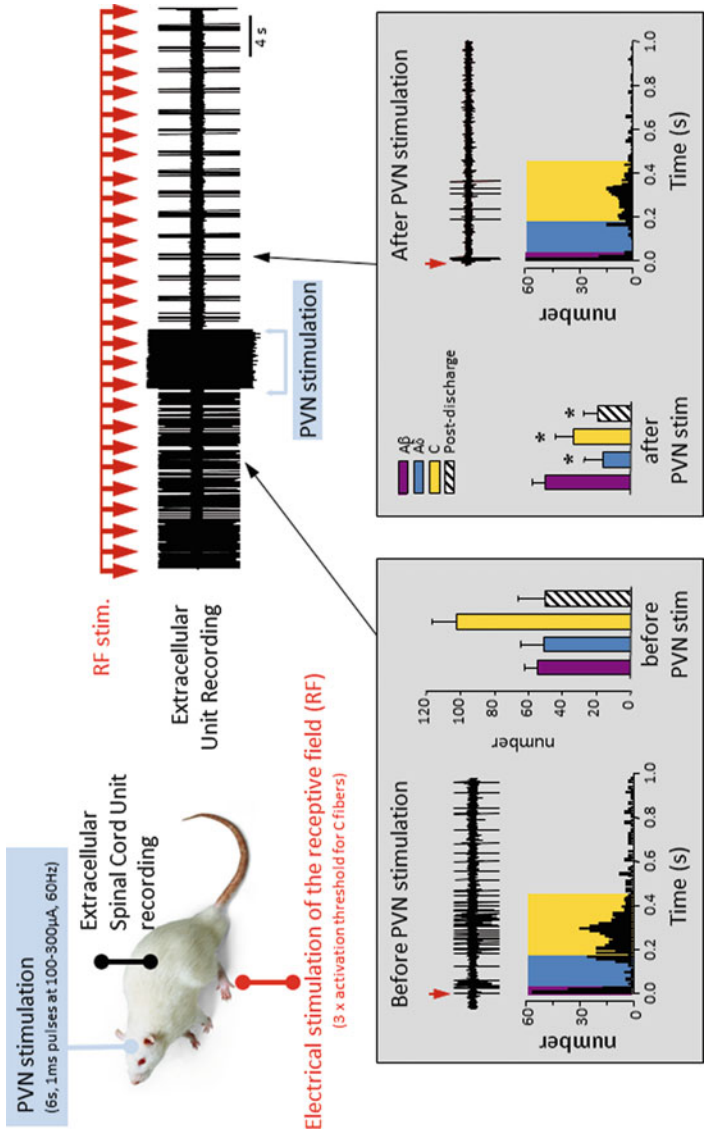 PVN stimulation
(6s, 1ms pulses at 100-300µA, 60Hz)
Extracellular
Spinal Cord Unit
recording
Electrical stimulation of the receptive field (RF)
(3 x activation threshold for C fibers)
RF stim.
Extracellular
Unit Recording
4 s
PVN stimulation
Before PVN stimulation
60
30
0
number
0.0 0.2 0.4 0.6 0.8 1.0
Time (s)
120
100
80
60
40
20
0
number
before
PVN stim
Aβ
Aδ
C
Post-discharge
* * *
after
PVN stim
After PVN stimulation
60
30
0
number
0.0 0.2 0.4 0.6 0.8 1.0
Time (s)